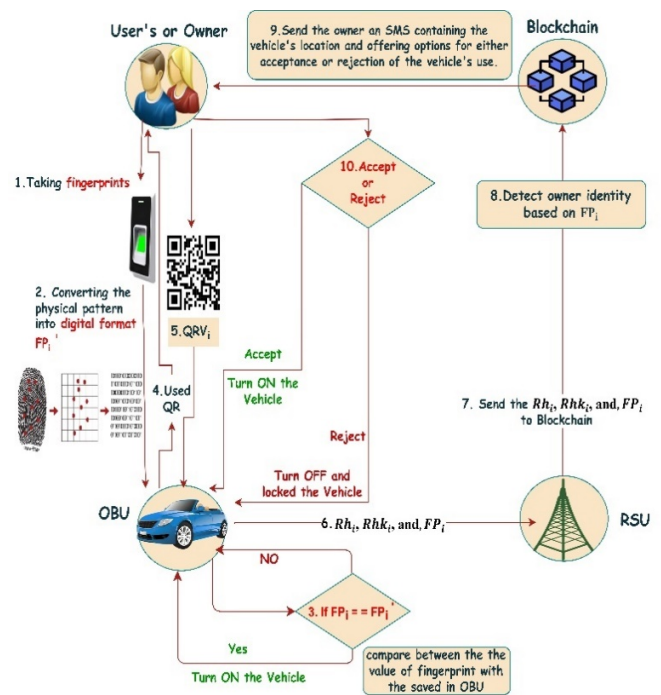 9.Send the owner an SMS containing the
vehicle's location and offering options for either
acceptance or rejection of the vehicle's use.
User's or Owner
Blockchain
10.Accept
or
Reject
1.Taking fingerprints
8.Detect owner identity
based on FPi
2. Converting the
physical pattern
into digital format
FPi'
5.QRVi
Accept
Turn ON the
Vehicle
4.Used
QR
7. Send the Rhi, Rhki, and, FPi
to Blockchain
Reject
Turn OFF and
locked the Vehicle
OBU
6. Rhi, Rhki, and, FPi
RSU
NO
3. If FPi == FPi'
Yes
Turn ON the Vehicle
compare between the the
value of fingerprint with
the saved in OBU